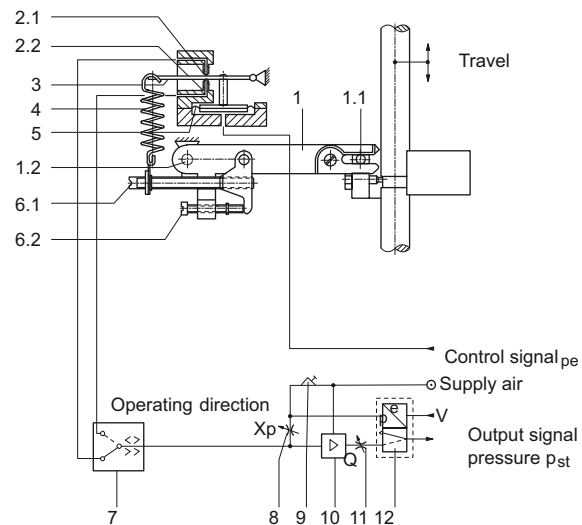 2.1
2.2
3
4
5
1.2
6.1
6.2
1
1.1
Travel
Control signal pe
Supply air
Operating direction
Xp
< >
> >
Q
e
p
V
Output signal
pressure pst
7
8
9
10
11
12